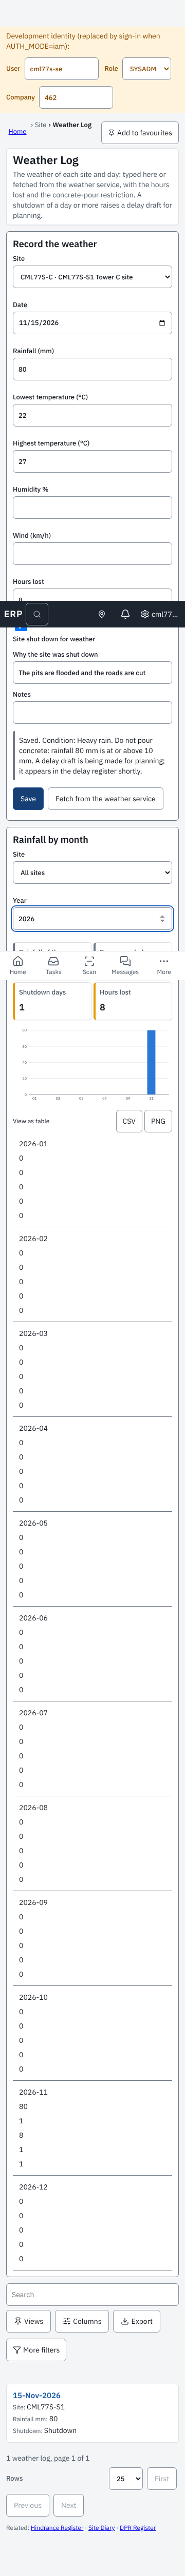 Development identity (replaced by sign-in when
AUTH_MODE=iam):
User cml77s-se Role SYSADM
Company 462
Home › Site › Weather Log Add to favourites
Weather Log
The weather of each site and day: typed here or
fetched from the weather service, with the hours
lost and the concrete-pour restriction. A
shutdown of a day or more raises a delay draft for
planning.
Record the weather
Site
CML77S-C · CML77S-S1 Tower C site
Date
11/15/2026
Rainfall (mm)
80
Lowest temperature (°C)
22
Highest temperature (°C)
27
Humidity %
Wind (km/h)
Hours lost
8
ERP cml77...
Site shut down for weather
Why the site was shut down
The pits are flooded and the roads are cut
Notes
Saved. Condition: Heavy rain. Do not pour
concrete: rainfall 80 mm is at or above 10
mm. A delay draft is being made for planning;
it appears in the delay register shortly.
Save Fetch from the weather service
Rainfall by month
Site
All sites
Year
2026
Home Tasks Scan Messages More
Shutdown days Hours lost
1 8
View as table CSV PNG
2026-01
0
0
0
0
0
2026-02
0
0
0
0
0
2026-03
0
0
0
0
0
2026-04
0
0
0
0
0
2026-05
0
0
0
0
0
2026-06
0
0
0
0
0
2026-07
0
0
0
0
0
2026-08
0
0
0
0
0
2026-09
0
0
0
0
0
2026-10
0
0
0
0
0
2026-11
80
1
8
1
1
2026-12
0
0
0
0
0
Search
Views Columns Export
More filters
15-Nov-2026
Site: CML77S-S1
Rainfall mm: 80
Shutdown: Shutdown
1 weather log, page 1 of 1
Rows 25 First
Previous Next
Related: Hindrance Register · Site Diary · DPR Register